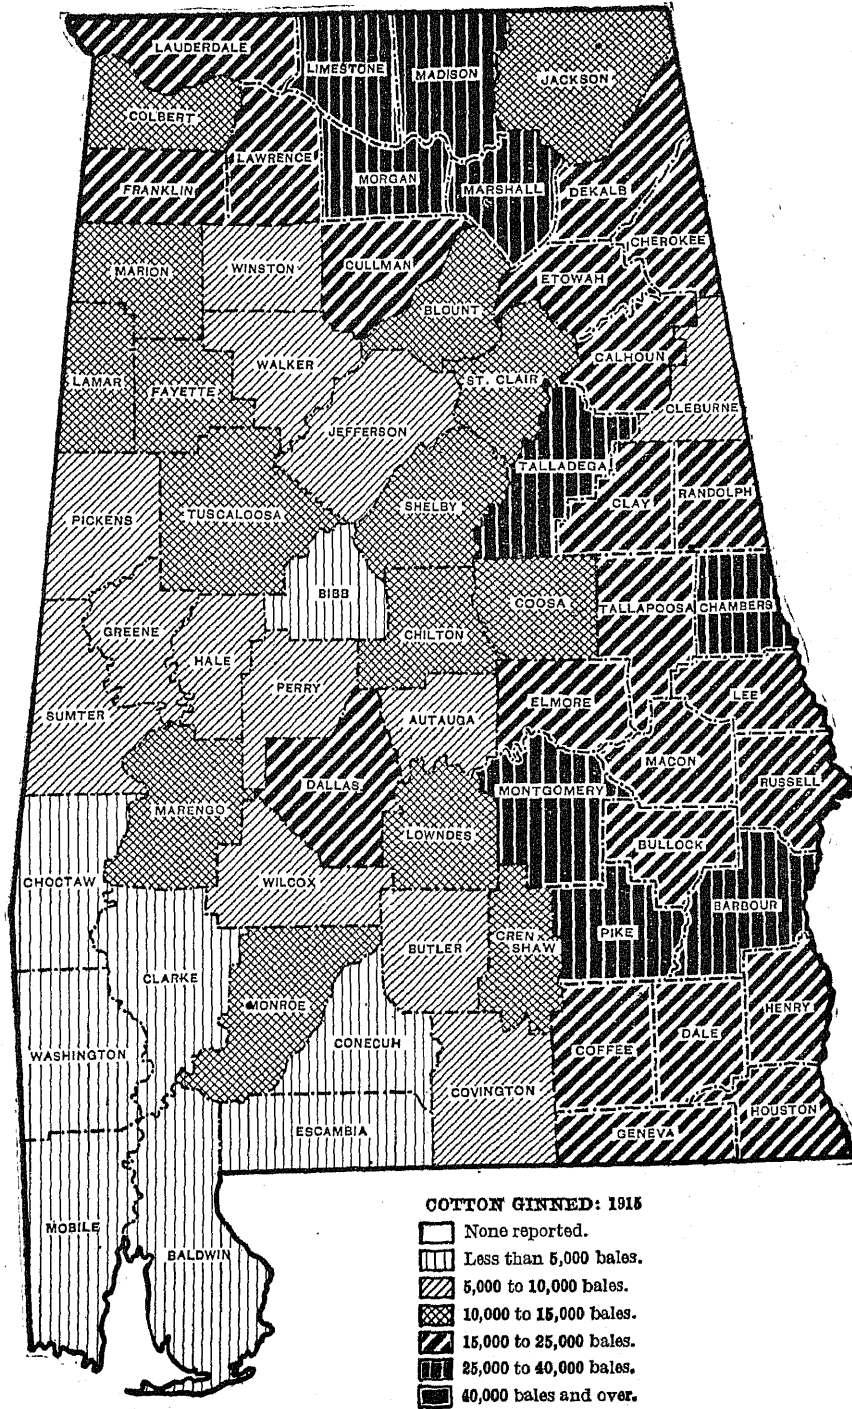 LAUDERDALE
LIMESTONE
MADISON
JACKSON
COLBERT
LAWRENCE
FRANKLIN
MORGAN
MARSHALL
DEKALB
CHEROKEE
MARION
WINSTON
CULLMAN
ETOWAH
BLOUNT
LAMAR
FAYETTE
WALKER
ST. CLAIR
CALHOUN
CLEBURNE
JEFFERSON
PICKENS
TUSCALOOSA
SHELBY
TALLADEGA
CLAY
RANDOLPH
BIBB
GREENE
HALE
CHILTON
COOSA
TALLAPOOSA
CHAMBERS
SUMTER
PERRY
AUTAUGA
ELMORE
LEE
MARENGO
DALLAS
LOWNDES
MONTGOMERY
MACON
RUSSELL
BULLOCK
CHOCTAW
WILCOX
BUTLER
CREN
SHAW
PIKE
BARBOUR
CLARKE
MONROE
CONECUH
WASHINGTON
COVINGTON
COFFEE
DALE
HENRY
ESCAMBIA
GENEVA
HOUSTON
MOBILE
BALDWIN
COTTON GINNED: 1915
None reported.
Less than 5,000 bales.
5,000 to 10,000 bales.
10,000 to 15,000 bales.
15,000 to 25,000 bales.
25,000 to 40,000 bales.
40,000 bales and over.